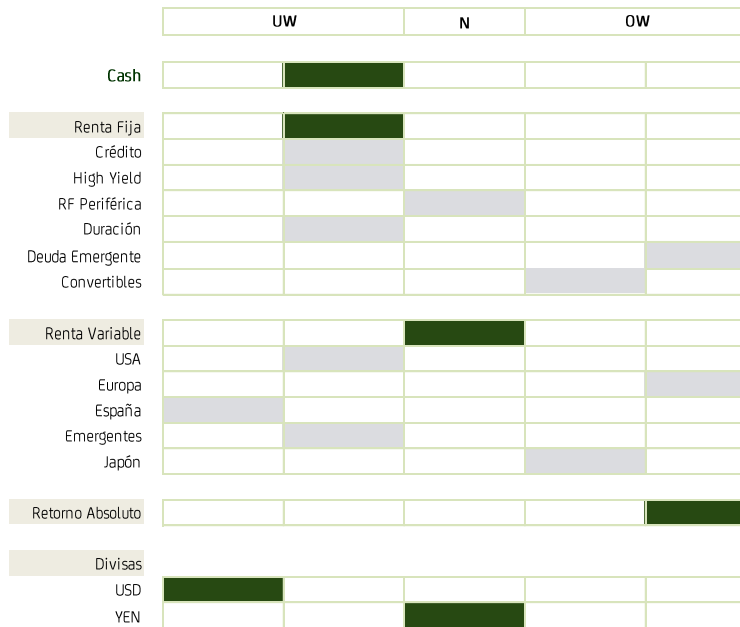 UW N OW
Cash
Renta Fija
Crédito
High Yield
RF Periférica
Duración
Deuda Emergente
Convertibles
Renta Variable
USA
Europa
España
Emergentes
Japón
Retorno Absoluto
Divisas
USD
YEN